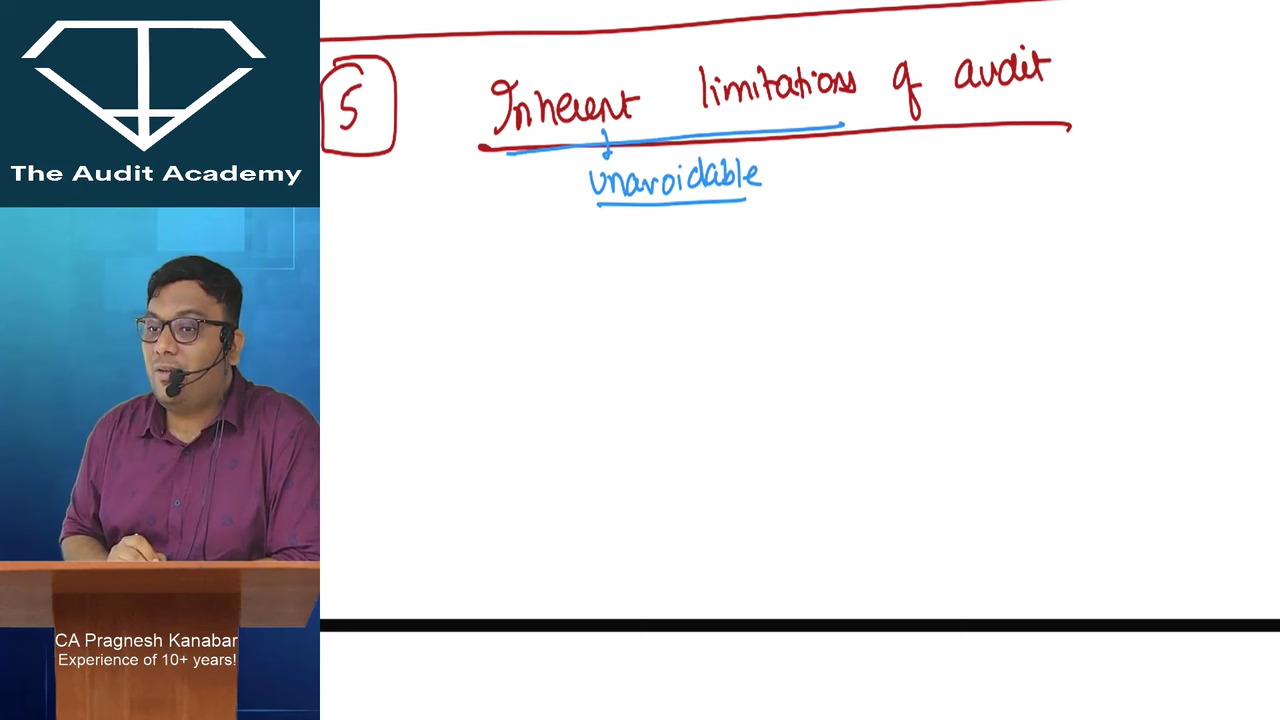 The Audit Academy
5
Inherent limitations of audit
unavoidable
CA Pragnesh Kanabar
Experience of 10+ years!